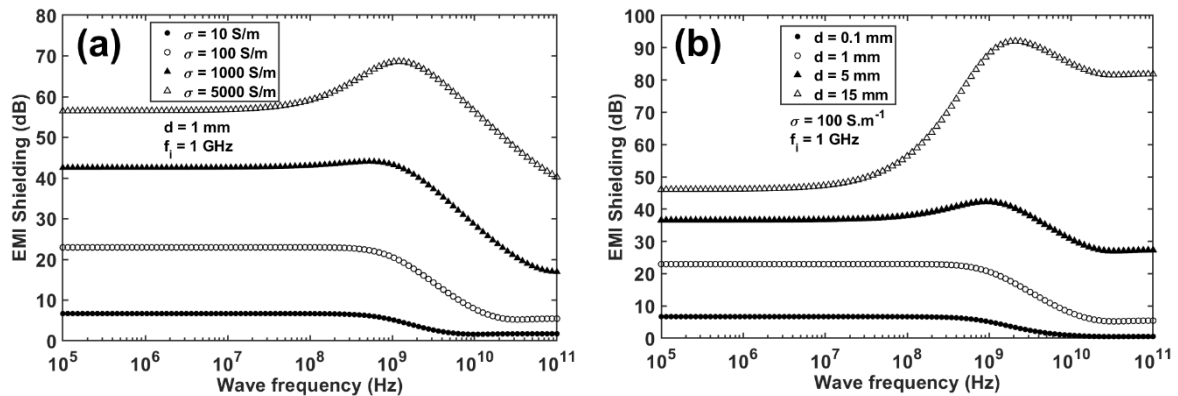 (a)
σ = 10 S/m
σ = 100 S/m
σ = 1000 S/m
σ = 5000 S/m
d = 1 mm
f_i = 1 GHz
EMI Shielding (dB)
80
70
60
50
40
30
20
10
0
10^5 10^6 10^7 10^8 10^9 10^10 10^11
Wave frequency (Hz)
(b)
d = 0.1 mm
d = 1 mm
d = 5 mm
d = 15 mm
σ = 100 S.m^-1
f_i = 1 GHz
EMI Shielding (dB)
100
90
80
70
60
50
40
30
20
10
0
10^5 10^6 10^7 10^8 10^9 10^10 10^11
Wave frequency (Hz)